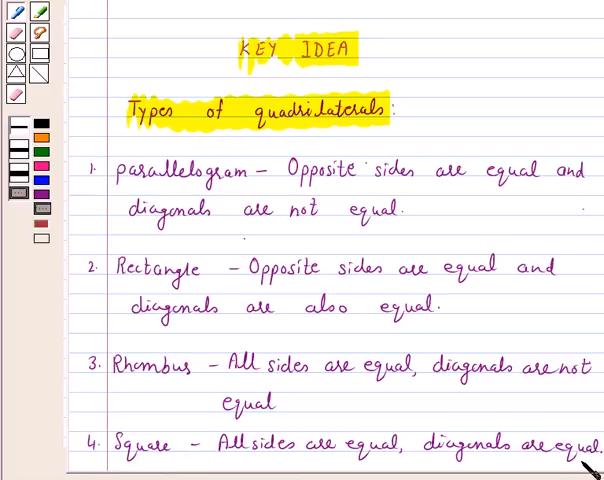 KEY IDEA
Types of quadrilaterals:
1. Parallelogram - Opposite sides are equal and
diagonals are not equal.
2. Rectangle - Opposite sides are equal and
diagonals are also equal.
3. Rhombus - All sides are equal, diagonals are not
equal
4. Square - All sides are equal, diagonals are equal.